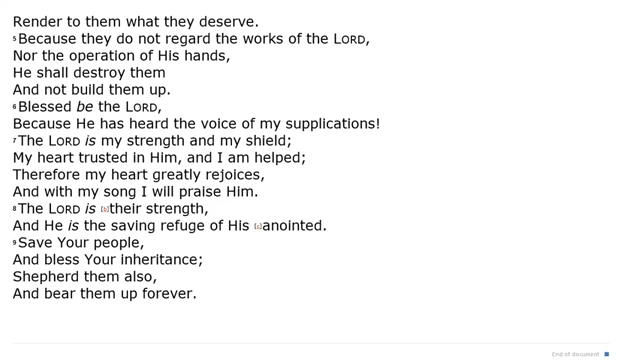 Render to them what they deserve.
5 Because they do not regard the works of the LORD,
Nor the operation of His hands,
He shall destroy them
And not build them up.
6 Blessed be the LORD,
Because He has heard the voice of my supplications!
7 The LORD is my strength and my shield;
My heart trusted in Him, and I am helped;
Therefore my heart greatly rejoices,
And with my song I will praise Him.
8 The LORD is [b]their strength,
And He is the saving refuge of His [c]anointed.
9 Save Your people,
And bless Your inheritance;
Shepherd them also,
And bear them up forever.
End of document